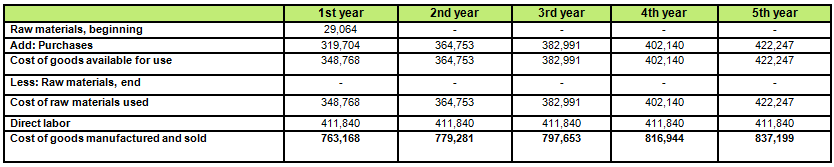 1st year 2nd year 3rd year 4th year 5th year
Raw materials, beginning 29,064 - - - -
Add: Purchases 319,704 364,753 382,991 402,140 422,247
Cost of goods available for use 348,768 364,753 382,991 402,140 422,247
Less: Raw materials, end - - - - -
Cost of raw materials used 348,768 364,753 382,991 402,140 422,247
Direct labor 411,840 411,840 411,840 411,840 411,840
Cost of goods manufactured and sold 763,168 779,281 797,653 816,944 837,199